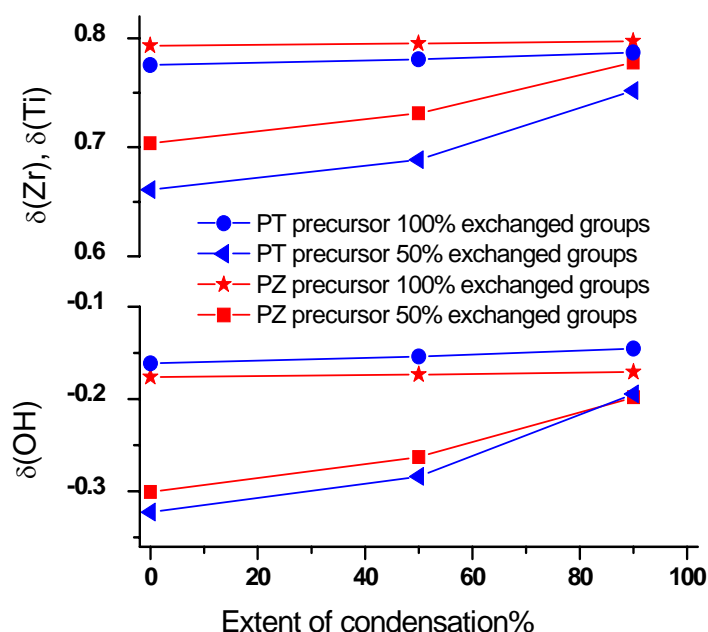 0.8
δ(Zr), δ(Ti)
0.7
0.6
PT precursor 100% exchanged groups
PT precursor 50% exchanged groups
PZ precursor 100% exchanged groups
PZ precursor 50% exchanged groups
-0.1
-0.2
δ(OH)
-0.3
0 20 40 60 80 100
Extent of condensation%